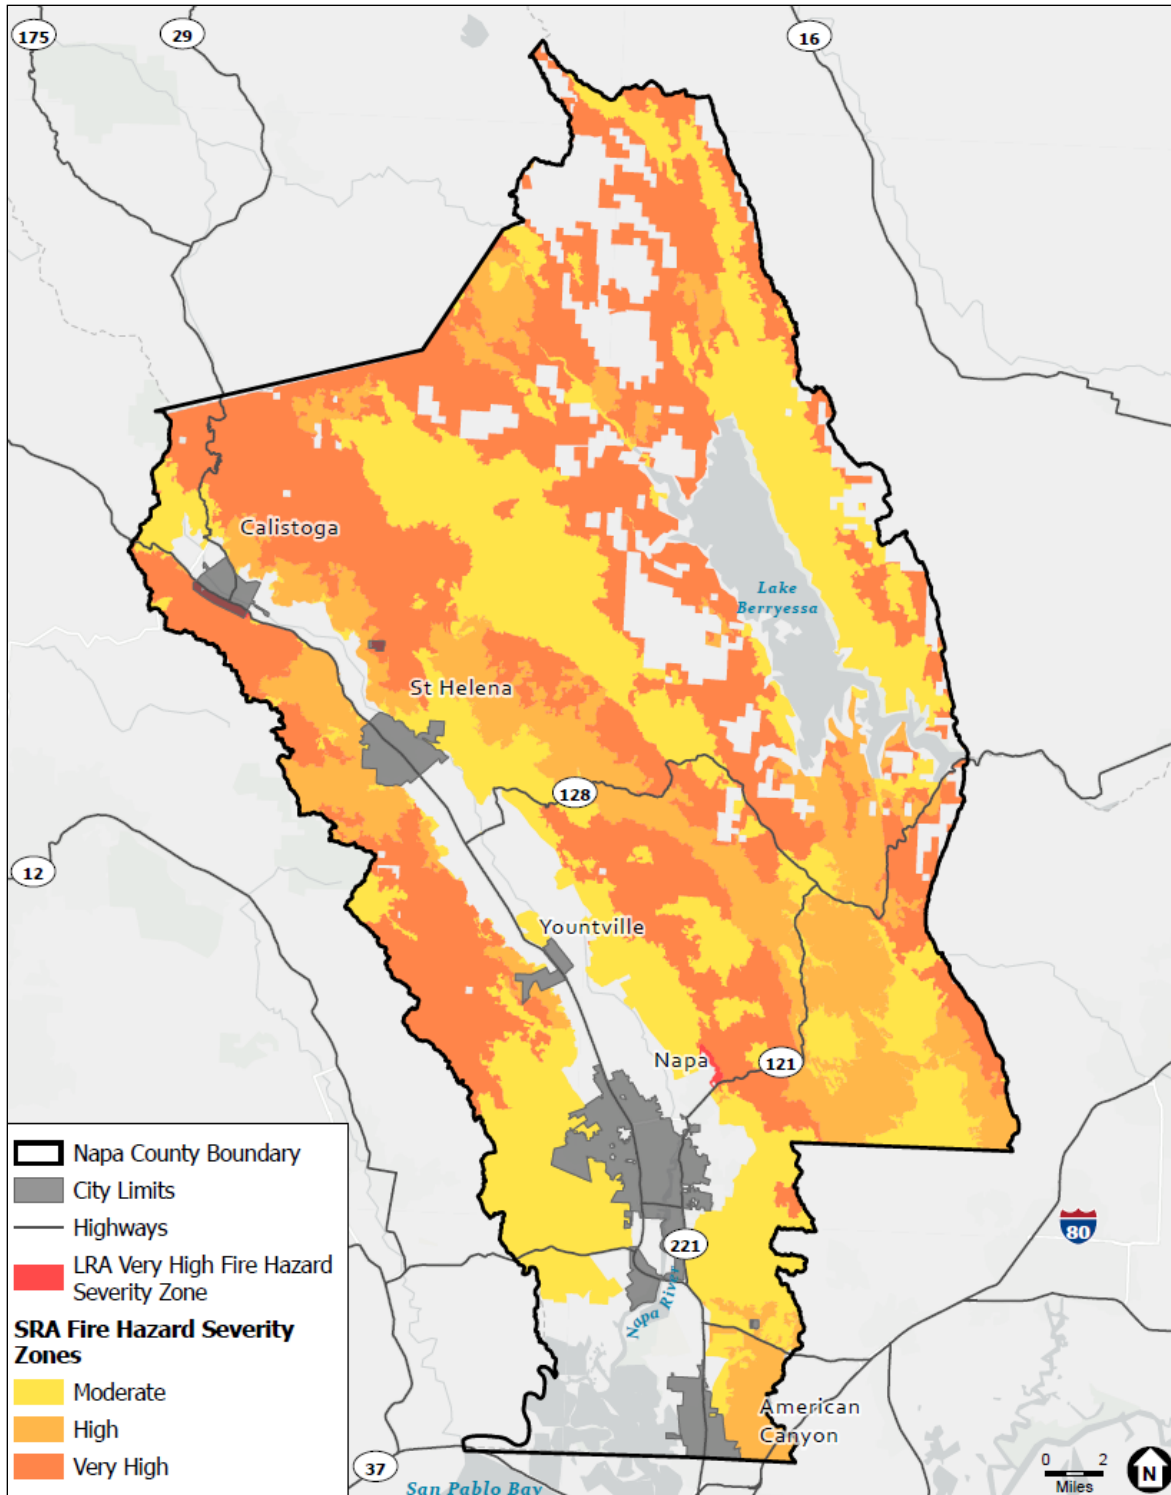 175
29
16
Calistoga
Lake
Berryessa
St Helena
128
12
Yountville
Napa
121
Napa County Boundary
City Limits
Highways
LRA Very High Fire Hazard
Severity Zone
SRA Fire Hazard Severity
Zones
Moderate
High
Very High
80
221
Napa River
American
Canyon
37
San Pablo Bay
0 2
Miles
N